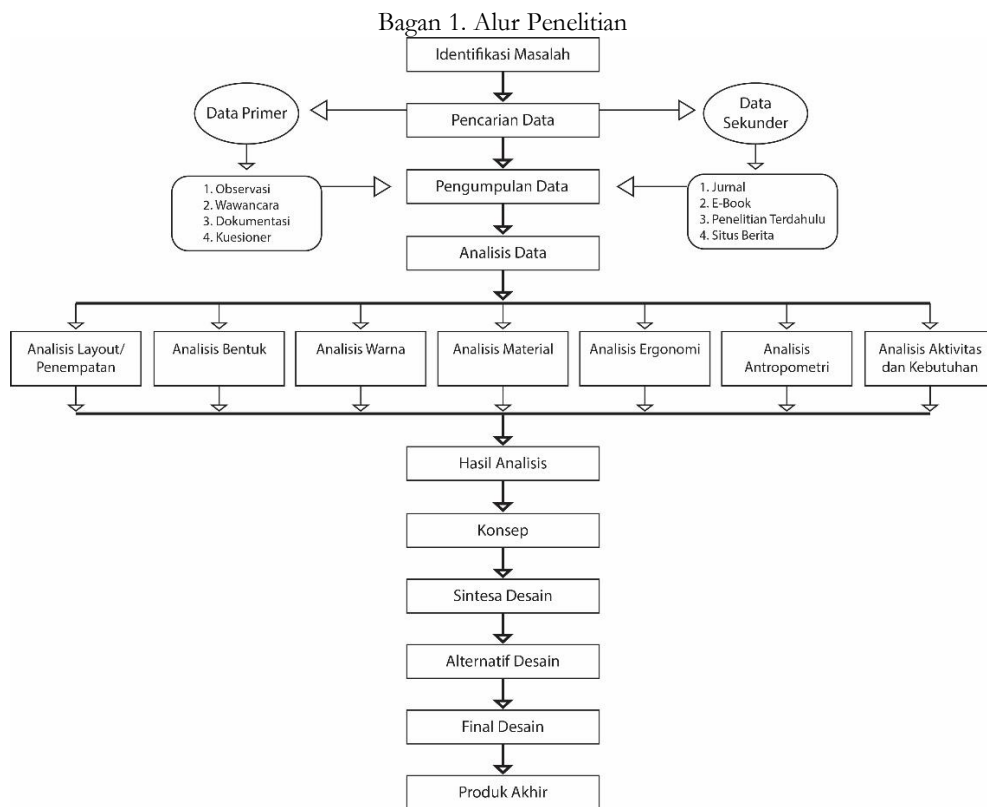 Bagan 1. Alur Penelitian
Identifikasi Masalah
Data Primer
Pencarian Data
Data
Sekunder
1. Observasi
2. Wawancara
3. Dokumentasi
4. Kuesioner
Pengumpulan Data
1. Jurnal
2. E-Book
3. Penelitian Terdahulu
4. Situs Berita
Analisis Data
Analisis Layout/
Penempatan
Analisis Bentuk
Analisis Warna
Analisis Material
Analisis Ergonomi
Analisis
Antropometri
Analisis Aktivitas
dan Kebutuhan
Hasil Analisis
Konsep
Sintesa Desain
Alternatif Desain
Final Desain
Produk Akhir